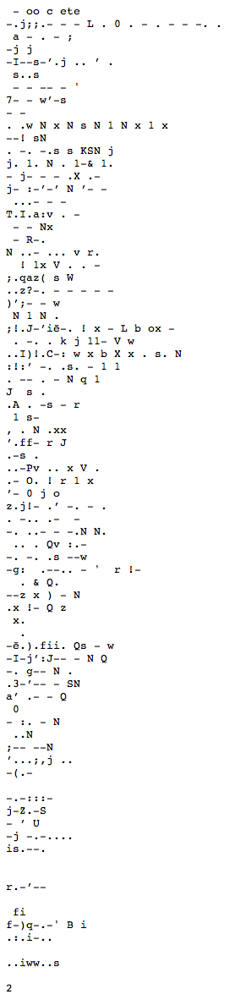 - oo c ete
-.j;;.- - - L . 0 . - . - - -. .
a - . - ;
-j j
-I--s-’.j .. ’ .
s..s
- - -- - '
7- - w’-s
- -
. .w N x N s N l N x l x
--! sN
. -. -.s s KSN j
j. l. N . l-& l.
- j- - - .X .-
j- :-’-’ N ’- -
...- - -
T.I.a:v . -
- - Nx
- R-.
N ..- ... v r.
! lx V . . -
;.qaz( s W
..z?-. - - - - -
)’;- - w
N l N .
;!.J-’iē-. ! x - L b ox -
. -. . k j ll- V w
..I)!.C-: w x b X x . s. N
:!:’ -. .s. - l l
. -- . - N q l
J  s .
.A . -s - r
l s-
, . N .xx
’.ff- r J
.-s .
..-Pv .. x V .
.- O. ! r l x
’- 0 j o
z.j!- .’ -. - .
. -.. .-  -
-. ..- - -.N N.
.. . Qv :.-
-. -. .s --w
-g:  .--.. - '  r !-
. & Q.
--z x ) - N
.x !- Q z
x.
.
-ē.).fii. Qs - w
-I-j’:J-- - N Q
-. g-- N .
.3-’-- - SN
a’ .- - Q
0
- :. - N
..N
;-- --N
’...;,j ..
-(.-
-.-:::-
j-Z.-S
- ’ U
-j -.-....
is.--.
r.-’--
fi
f-)q-.-' B i
.:.i-..
..iww..s
2